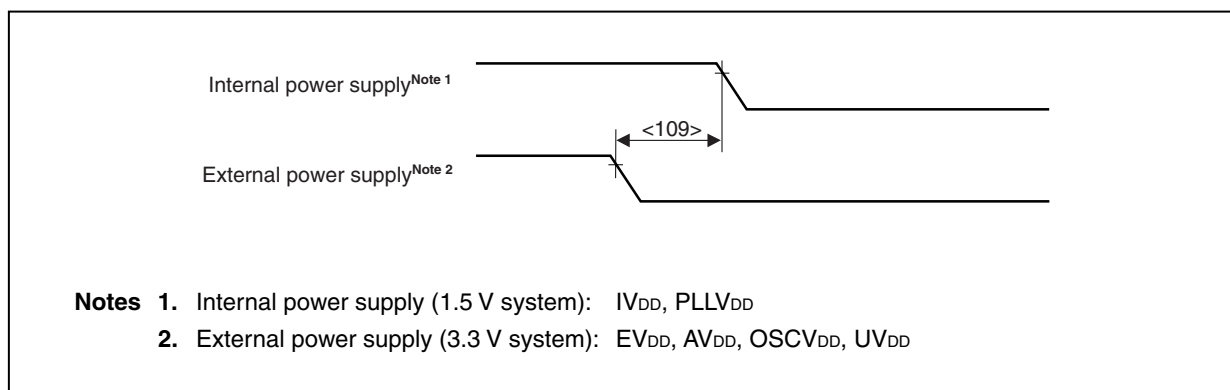 Internal power supplyNote 1
<109>
External power supplyNote 2
Notes 1. Internal power supply (1.5 V system): IVDD, PLLVDD
2. External power supply (3.3 V system): EVDD, AVDD, OSCVDD, UVDD